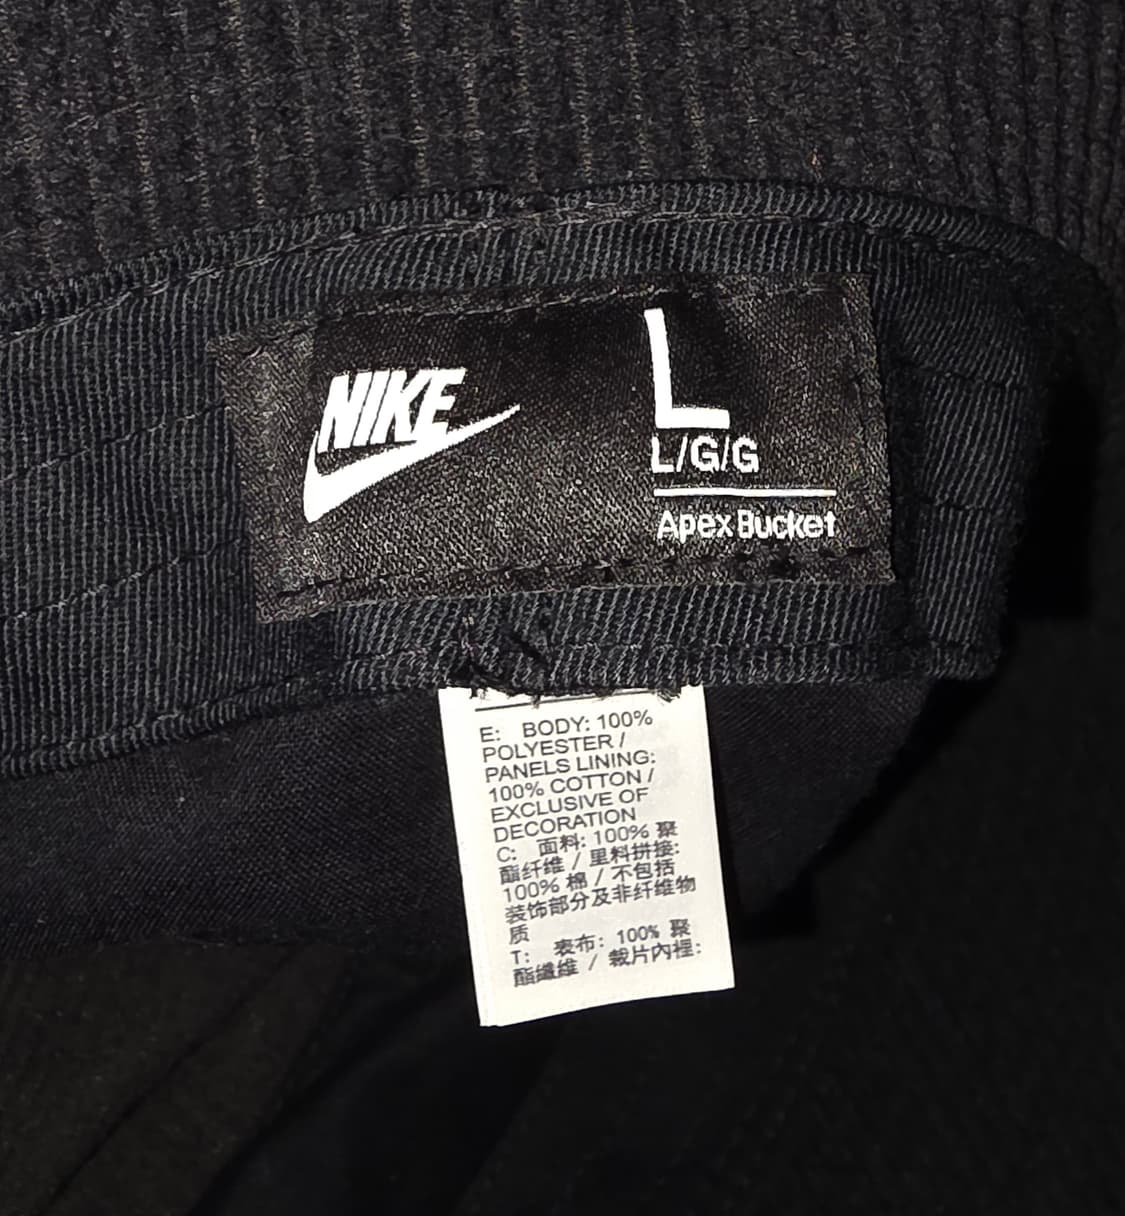 NIKE
L
L/G/G
Apex Bucket
E: BODY: 100%
POLYESTER /
PANELS LINING:
100% COTTON /
EXCLUSIVE OF
DECORATION
C: 面料: 100% 聚
酯纤维 / 里料拼接:
100% 棉 / 不包括
装饰部分及非纤维物
质
T: 表布: 100% 聚
酯纖維 / 裁片內裡: